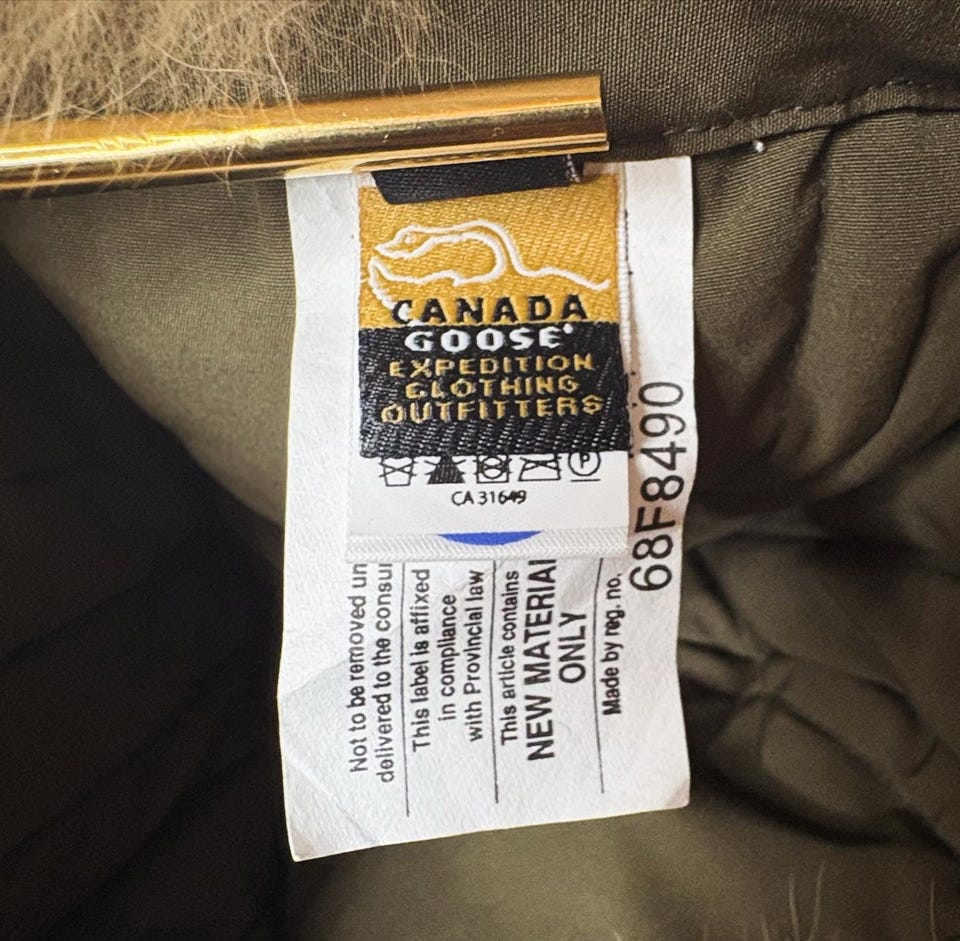 CANADA
GOOSE®
EXPEDITION
CLOTHING
OUTFITTERS
P
CA 31649
Not to be removed un
delivered to the consu
This label is affixed
in compliance
with Provincial law
This article contains
NEW MATERIAL
ONLY
Made by reg. no.
68F8490